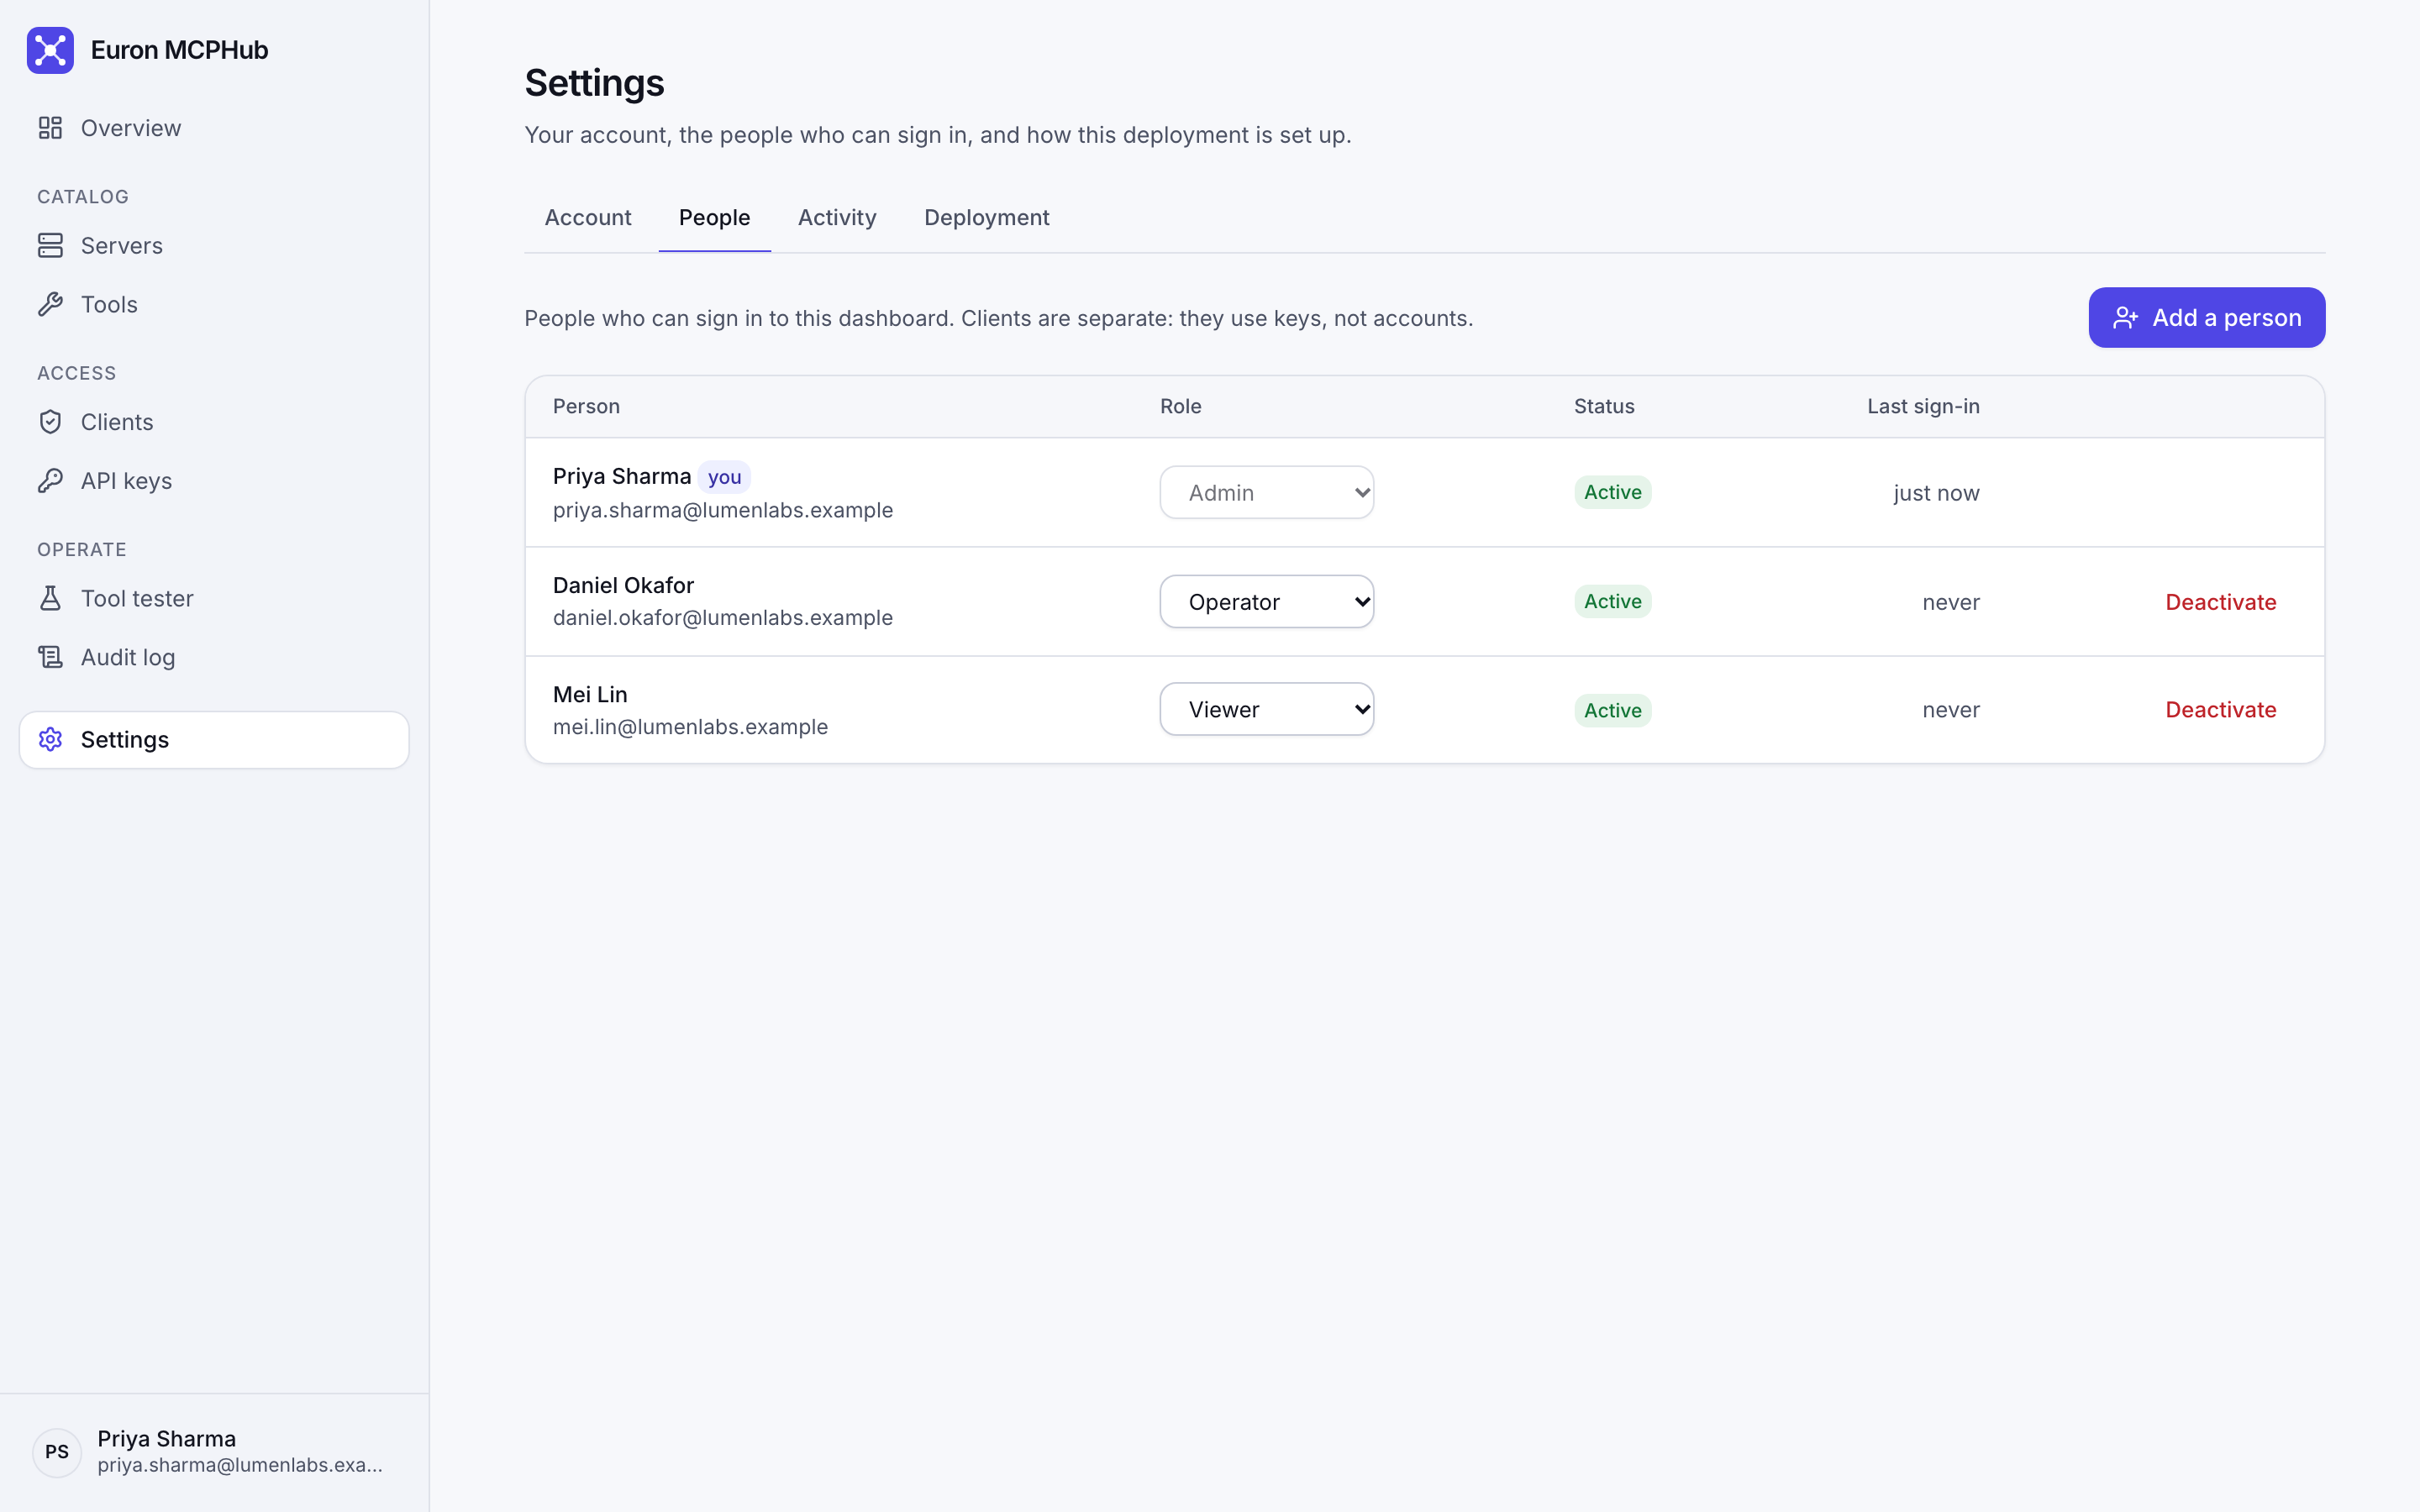 Euron MCPHub
Overview
CATALOG
Servers
Tools
ACCESS
Clients
API keys
OPERATE
Tool tester
Audit log
Settings
PS
Priya Sharma
priya.sharma@lumenlabs.exa...
Settings
Your account, the people who can sign in, and how this deployment is set up.
Account People Activity Deployment
People who can sign in to this dashboard. Clients are separate: they use keys, not accounts.
Add a person
Person Role Status Last sign-in
Priya Sharma you
priya.sharma@lumenlabs.example
Admin Active just now
Daniel Okafor
daniel.okafor@lumenlabs.example
Operator Active never Deactivate
Mei Lin
mei.lin@lumenlabs.example
Viewer Active never Deactivate